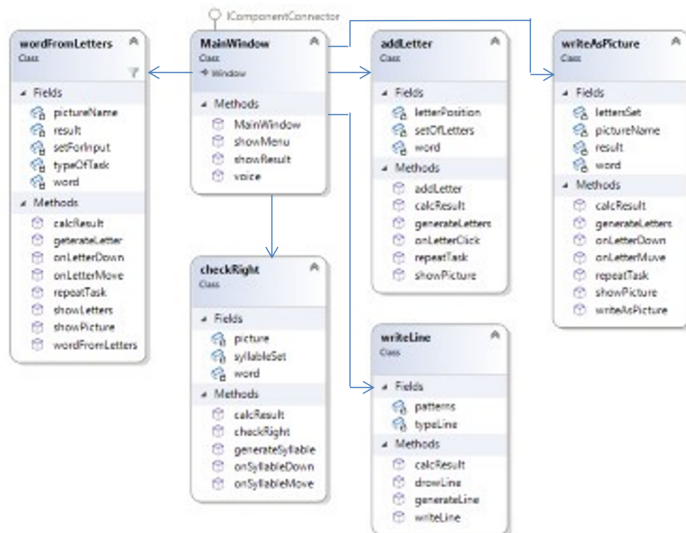 IComponentConnector
wordFromLetters
Class
Fields
pictureName
result
setForInput
typeOfTask
word
Methods
calcResult
geterateLetter
onLetterDown
onLetterMove
repeatTask
showLetters
showPicture
wordFromLetters
MainWindow
Class
Window
Methods
MainWindow
showMenu
showResult
voice
addLetter
Class
Fields
letterPosition
setOfLetters
word
Methods
addLetter
calcResult
generateLetters
onLetterClick
repeatTask
showPicture
writeAsPicture
Class
Fields
lettersSet
pictureName
result
word
Methods
calcResult
generateLetters
onLetterDown
onLetterMuve
repeatTask
showPicture
writeAsPicture
checkRight
Class
Fields
picture
syllableSet
word
Methods
calcResult
checkRight
generateSyllable
onSyllableDown
onSyllableMove
writeLine
Class
Fields
patterns
typeLine
Methods
calcResult
drowLine
generateLine
writeLine